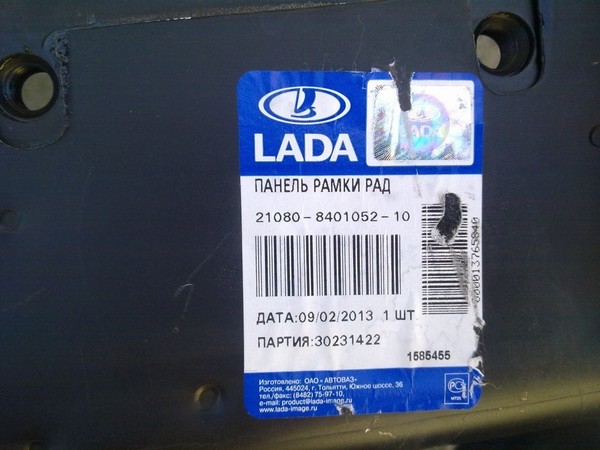 LADA
LADA
ПАНЕЛЬ РАМКИ РАД
21080-8401052-10
ДАТА:09/02/2013 1 ШТ
ПАРТИЯ:30231422
1585455
Изготовлено: ОАО «АВТОВАЗ»
Россия, 445024, г. Тольятти, Южное шоссе, 36
тел./факс: (8482) 75-97-10,
e-mail: product@lada-image.ru
www.lada-image.ru
РС